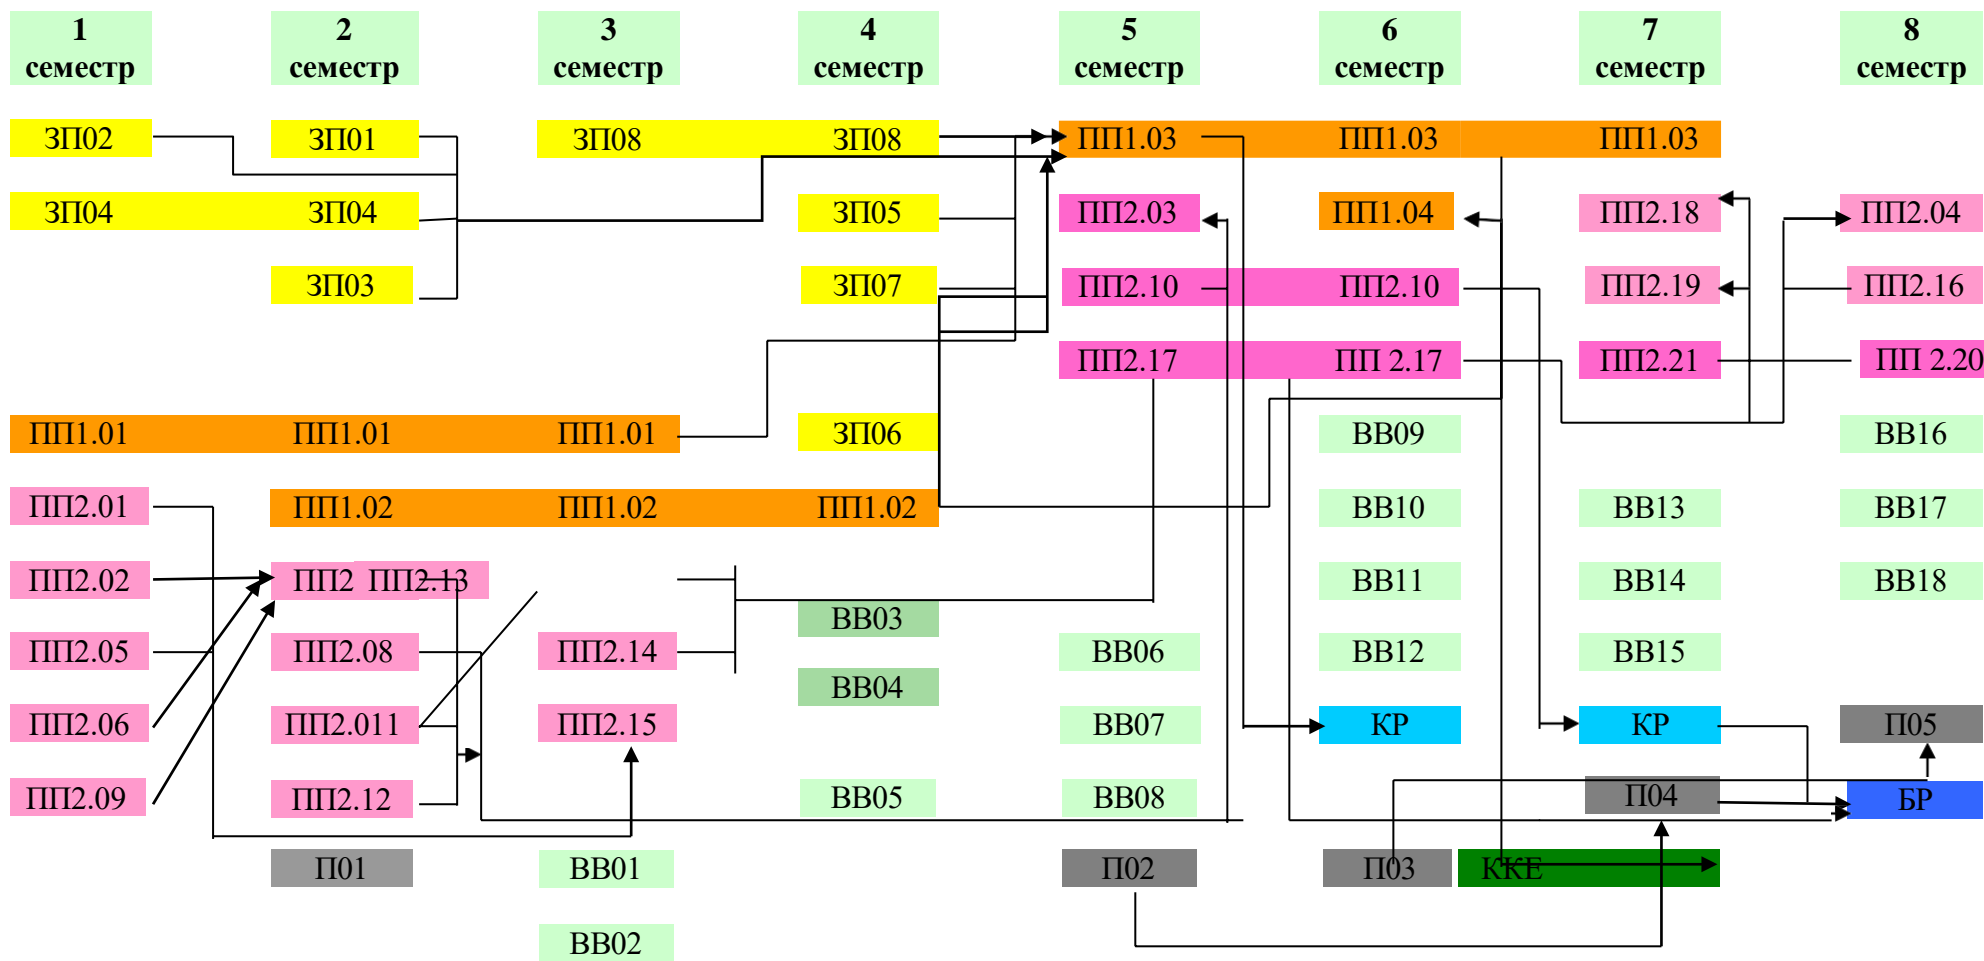 1 семестр
2 семестр
3 семестр
4 семестр
5 семестр
6 семестр
7 семестр
8 семестр
ЗП02
ЗП01
ЗП08
ЗП08
ПП1.03
ПП1.03
ПП1.03
ЗП04
ЗП04
ЗП05
ПП2.03
ПП1.04
ПП2.18
ПП2.04
ЗП03
ЗП07
ПП2.10
ПП2.10
ПП2.19
ПП2.16
ПП2.17
ПП 2.17
ПП2.21
ПП 2.20
ПП1.01
ПП1.01
ПП1.01
ЗП06
ВВ09
ВВ16
ПП2.01
ПП1.02
ПП1.02
ПП1.02
ВВ10
ВВ13
ВВ17
ПП2.02
ПП2
ПП2.13
ВВ11
ВВ14
ВВ18
ВВ03
ПП2.05
ПП2.08
ПП2.14
ВВ06
ВВ12
ВВ15
ВВ04
ПП2.06
ПП2.011
ПП2.15
ВВ07
КР
КР
П05
ПП2.09
ПП2.12
ВВ05
ВВ08
П04
БР
П01
ВВ01
П02
П03
ККЕ
ВВ02